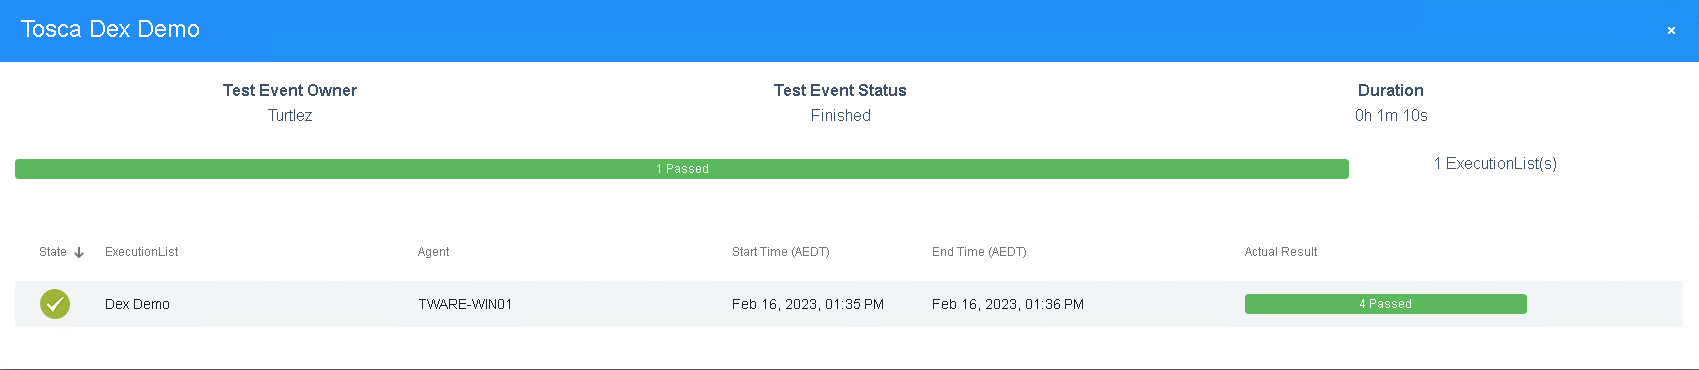 Tosca Dex Demo ×
Test Event Owner Test Event Status Duration
Turtlez Finished 0h 1m 10s
1 Passed 1 ExecutionList(s)
State ↓ ExecutionList Agent Start Time (AEDT) End Time (AEDT) Actual Result
Dex Demo TWARE-WIN01 Feb 16, 2023, 01:35 PM Feb 16, 2023, 01:36 PM 4 Passed